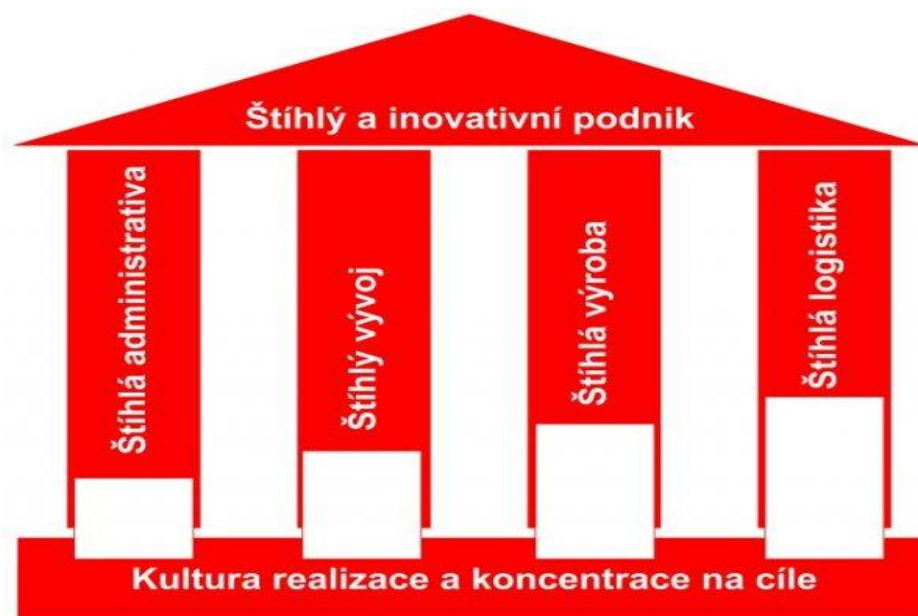 Štíhlý a inovativní podnik
Štíhlá administrativa
Štíhlý vývoj
Štíhlá výroba
Štíhlá logistika
Kultura realizace a koncentrace na cíle